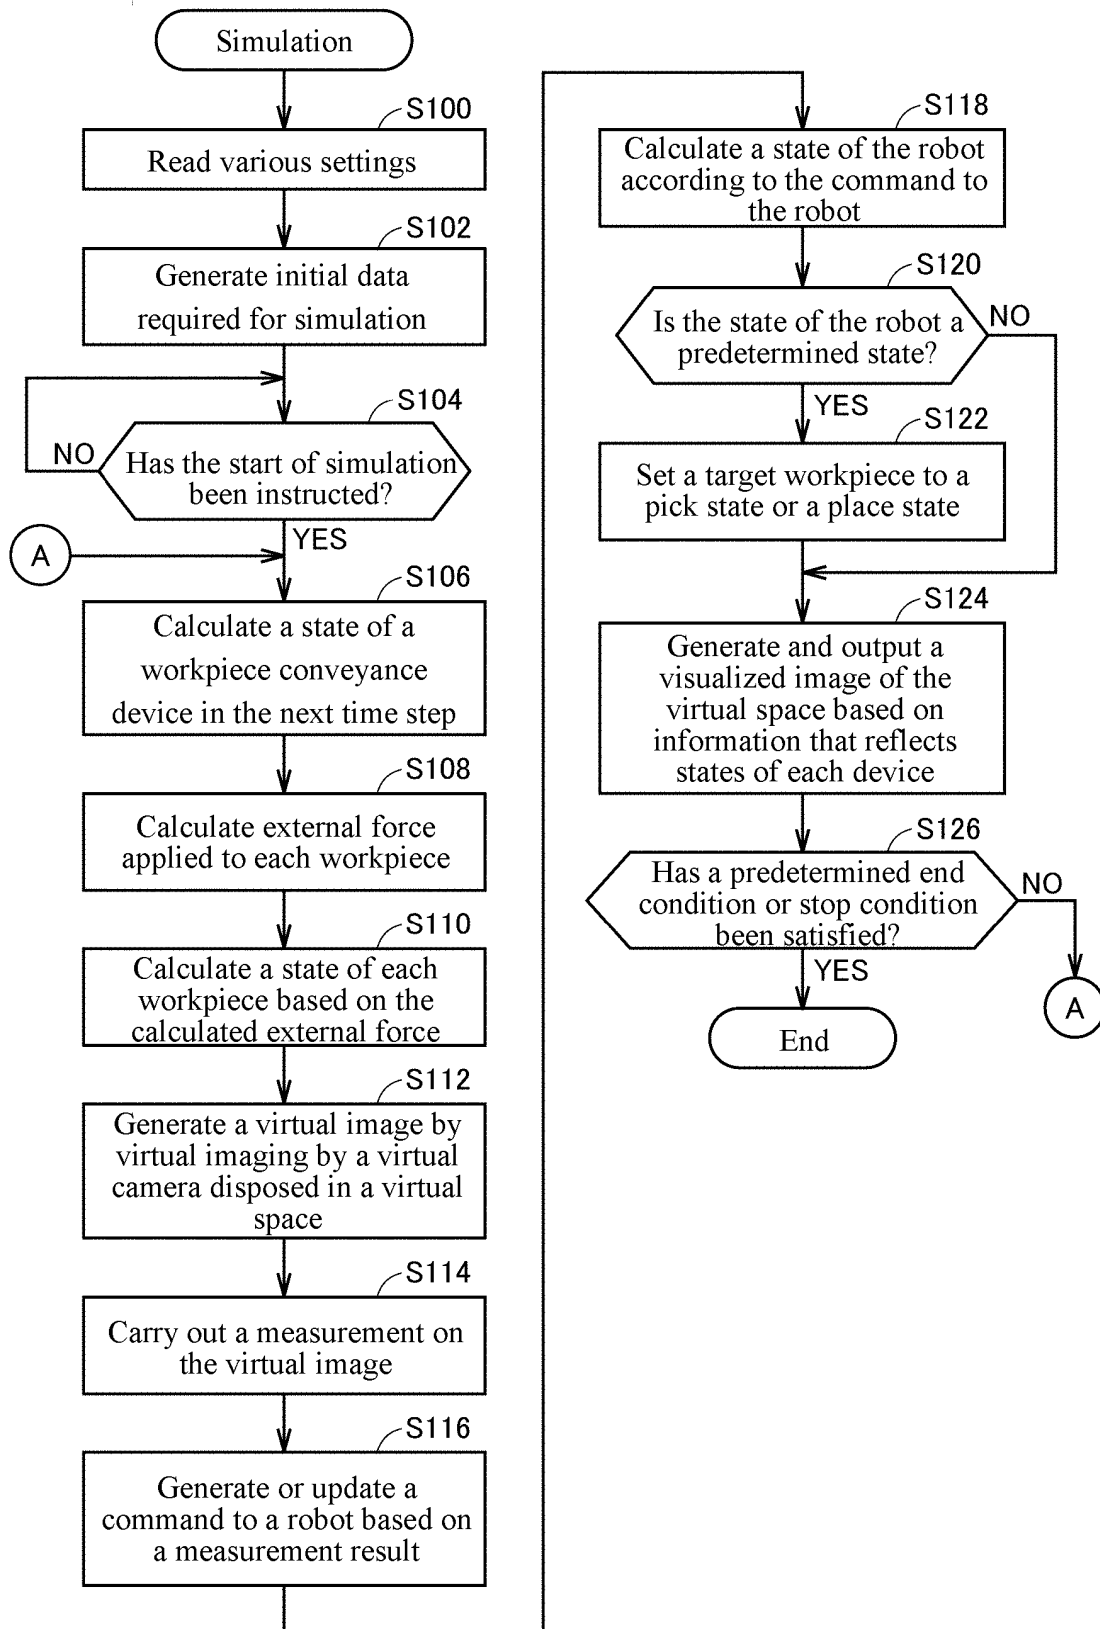 Simulation
S100
Read various settings
S102
Generate initial data
required for simulation
S104
NO
Has the start of simulation
been instructed?
YES
A
S106
Calculate a state of a
workpiece conveyance
device in the next time step
S108
Calculate external force
applied to each workpiece
S110
Calculate a state of each
workpiece based on the
calculated external force
S112
Generate a virtual image by
virtual imaging by a virtual
camera disposed in a virtual
space
S114
Carry out a measurement on
the virtual image
S116
Generate or update a
command to a robot based on
a measurement result
S118
Calculate a state of the robot
according to the command to
the robot
S120
Is the state of the robot a
predetermined state?
NO
YES
S122
Set a target workpiece to a
pick state or a place state
S124
Generate and output a
visualized image of the
virtual space based on
information that reflects
states of each device
S126
Has a predetermined end
condition or stop condition
been satisfied?
NO
YES
A
End